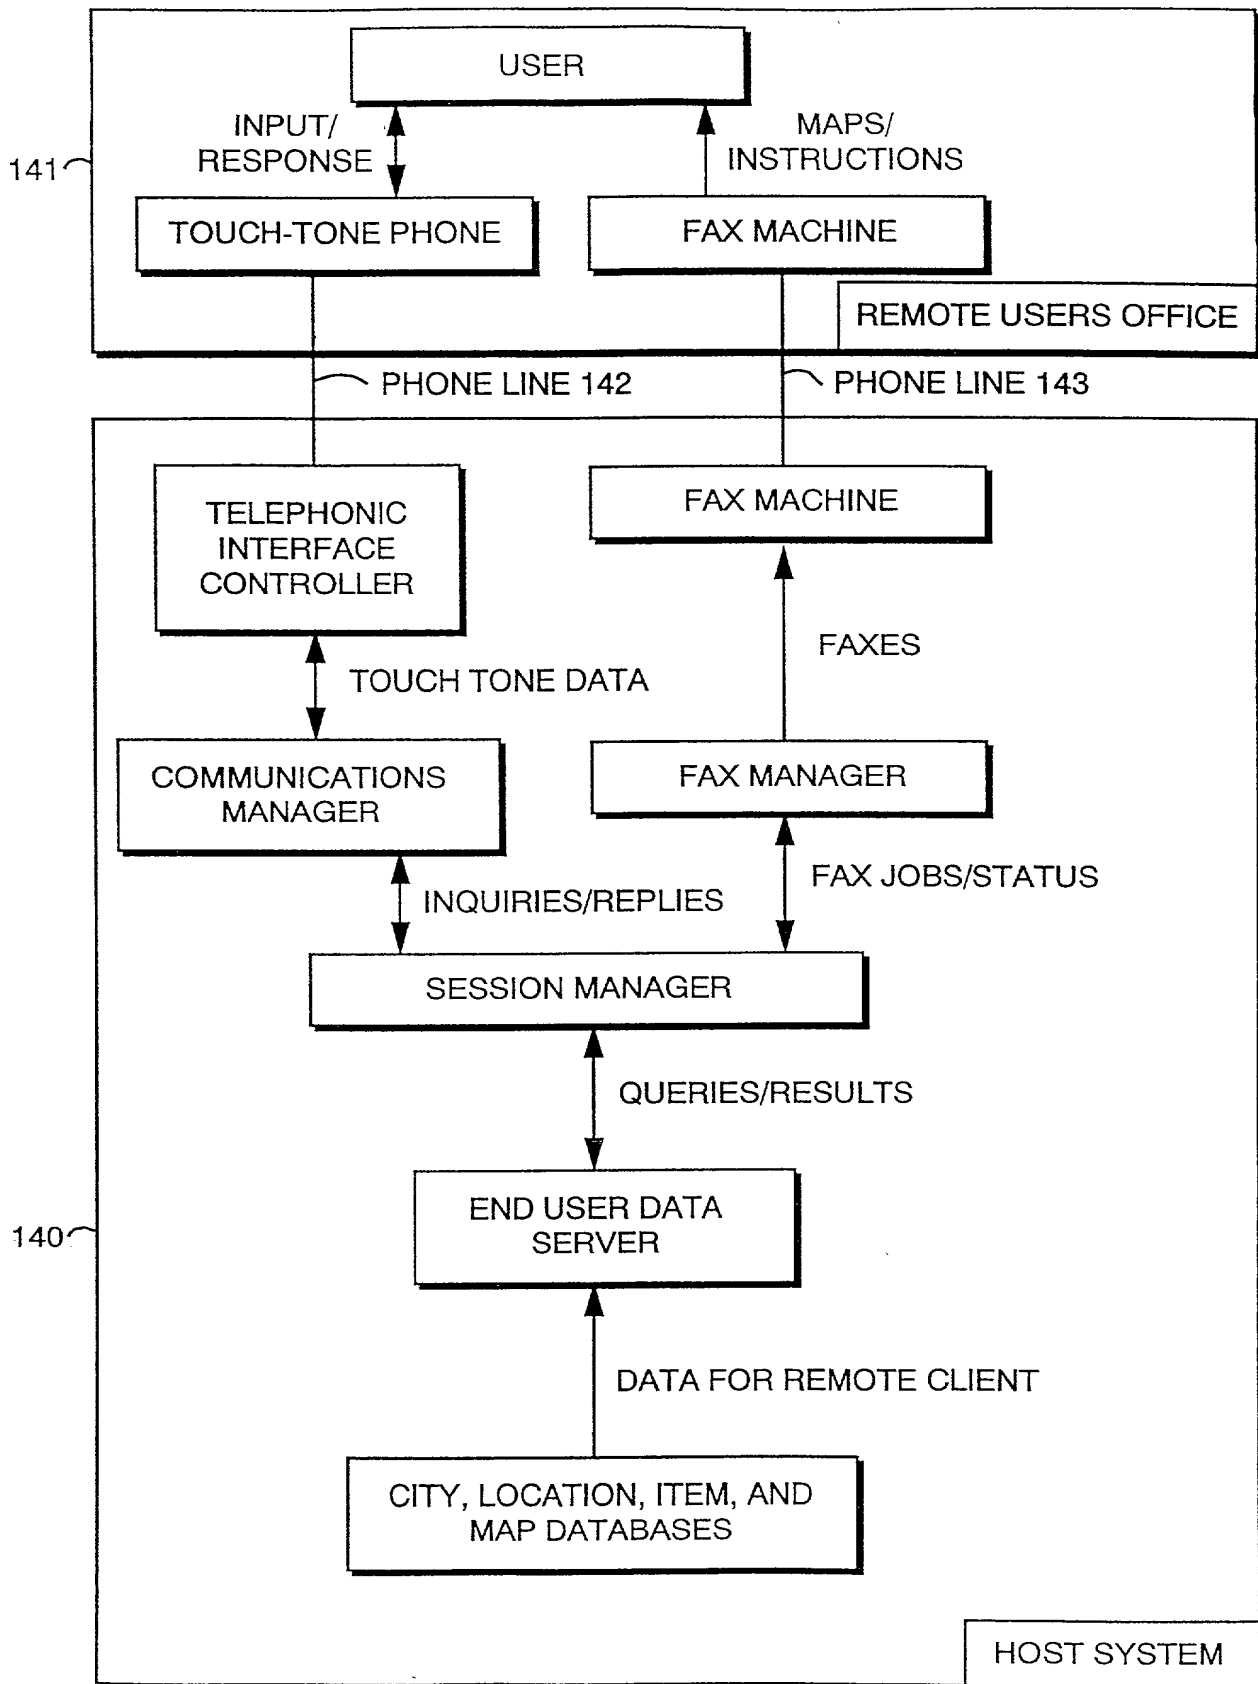 USER
INPUT/
RESPONSE
MAPS/
INSTRUCTIONS
141
TOUCH-TONE PHONE
FAX MACHINE
REMOTE USERS OFFICE
PHONE LINE 142
PHONE LINE 143
TELEPHONIC
INTERFACE
CONTROLLER
FAX MACHINE
FAXES
TOUCH TONE DATA
COMMUNICATIONS
MANAGER
FAX MANAGER
FAX JOBS/STATUS
INQUIRIES/REPLIES
SESSION MANAGER
QUERIES/RESULTS
END USER DATA
SERVER
140
DATA FOR REMOTE CLIENT
CITY, LOCATION, ITEM, AND
MAP DATABASES
HOST SYSTEM